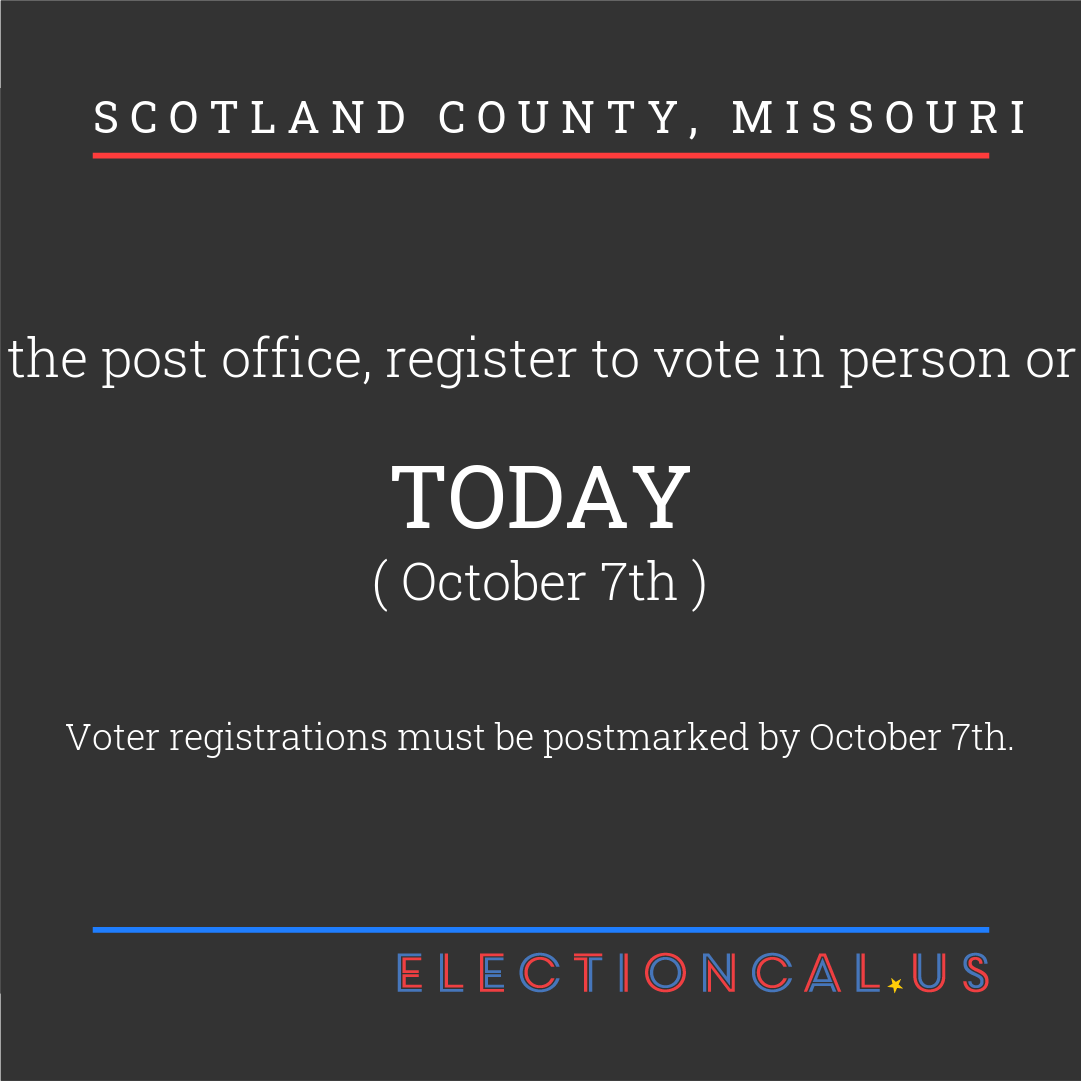 SCOTLAND COUNTY, MISSOURI
the post office, register to vote in person or
TODAY
( October 7th )
Voter registrations must be postmarked by October 7th.
ELECTIONCAL.US